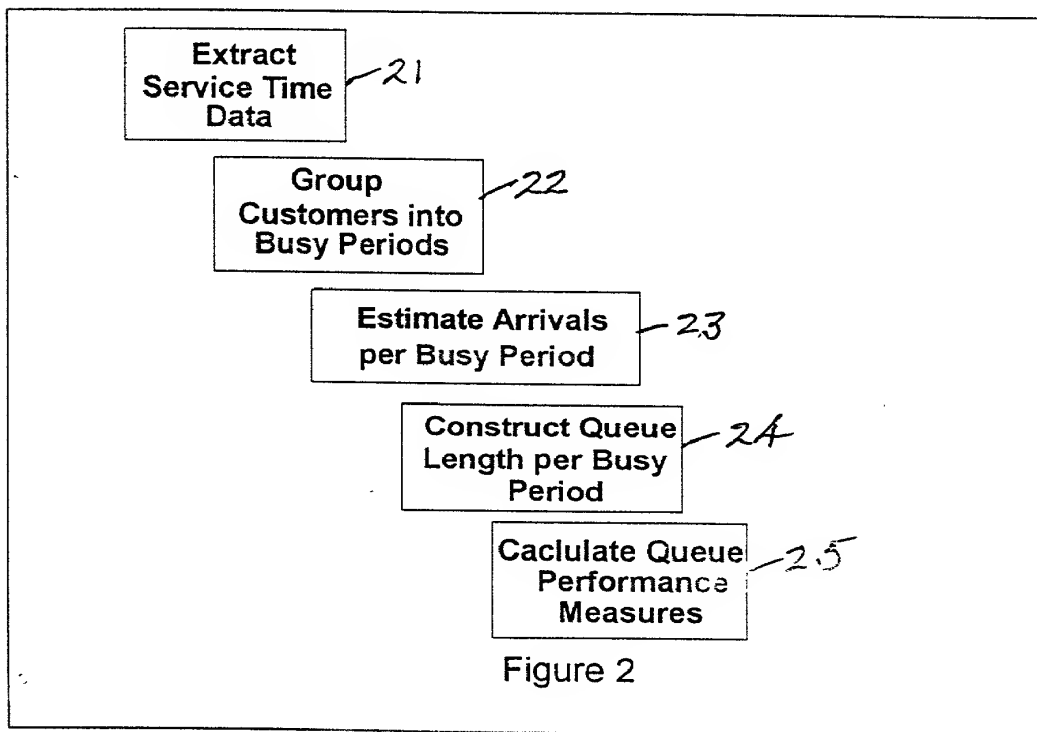 Extract
Service Time
Data
21
Group
Customers into
Busy Periods
22
Estimate Arrivals
per Busy Period
23
Construct Queue
Length per Busy
Period
24
Caclulate Queue
Performance
Measures
25
Figure 2